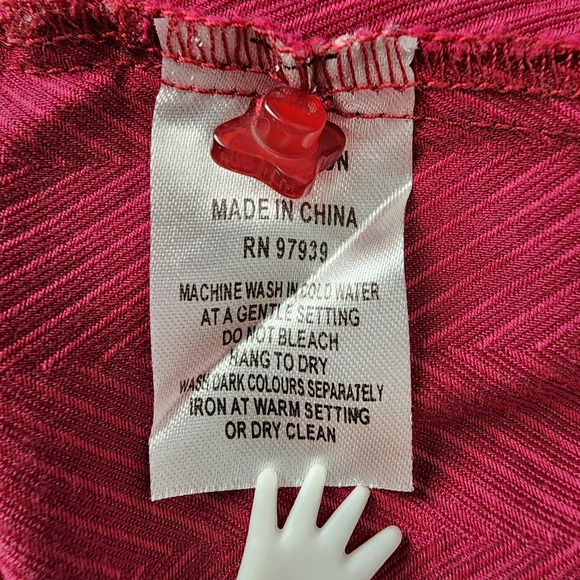 MADE IN CHINA
RN 97939
MACHINE WASH IN COLD WATER
AT A GENTLE SETTING
DO NOT BLEACH
HANG TO DRY
WASH DARK COLOURS SEPARATELY
IRON AT WARM SETTING
OR DRY CLEAN